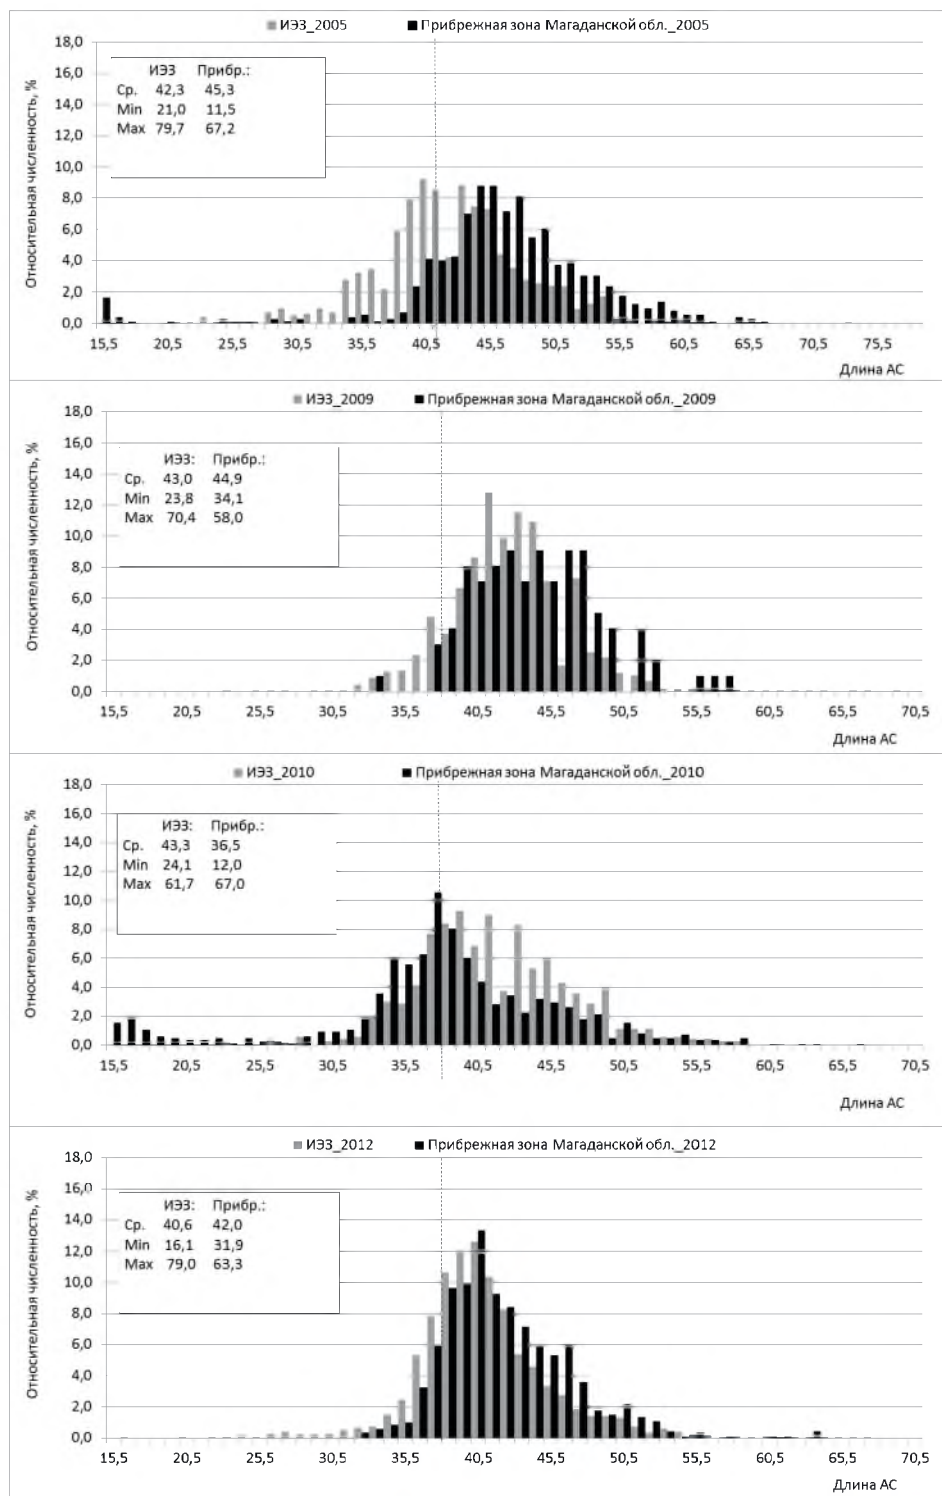 ИЭЗ_2005 Прибрежная зона Магаданской обл._2005
Относительная численность, %
18,0
16,0
14,0
12,0
10,0
8,0
6,0
4,0
2,0
0,0
ИЭЗ Прибр.:
Ср. 42,3 45,3
Min 21,0 11,5
Max 79,7 67,2
15,5 20,5 25,5 30,5 35,5 40,5 45,5 50,5 55,5 60,5 65,5 70,5 75,5
Длина АС
ИЭЗ_2009 Прибрежная зона Магаданской обл._2009
Относительная численность, %
18,0
16,0
14,0
12,0
10,0
8,0
6,0
4,0
2,0
0,0
ИЭЗ: Прибр.:
Ср. 43,0 44,9
Min 23,8 34,1
Max 70,4 58,0
15,5 20,5 25,5 30,5 35,5 40,5 45,5 50,5 55,5 60,5 65,5 70,5
Длина АС
ИЭЗ_2010 Прибрежная зона Магаданской обл._2010
Относительная численность, %
18,0
16,0
14,0
12,0
10,0
8,0
6,0
4,0
2,0
0,0
ИЭЗ: Прибр.:
Ср. 43,3 36,5
Min 24,1 12,0
Max 61,7 67,0
15,5 20,5 25,5 30,5 35,5 40,5 45,5 50,5 55,5 60,5 65,5 70,5
Длина АС
ИЭЗ_2012 Прибрежная зона Магаданской обл._2012
Относительная численность, %
18,0
16,0
14,0
12,0
10,0
8,0
6,0
4,0
2,0
0,0
ИЭЗ: Прибр.:
Ср. 40,6 42,0
Min 16,1 31,9
Max 79,0 63,3
15,5 20,5 25,5 30,5 35,5 40,5 45,5 50,5 55,5 60,5 65,5 70,5
Длина АС